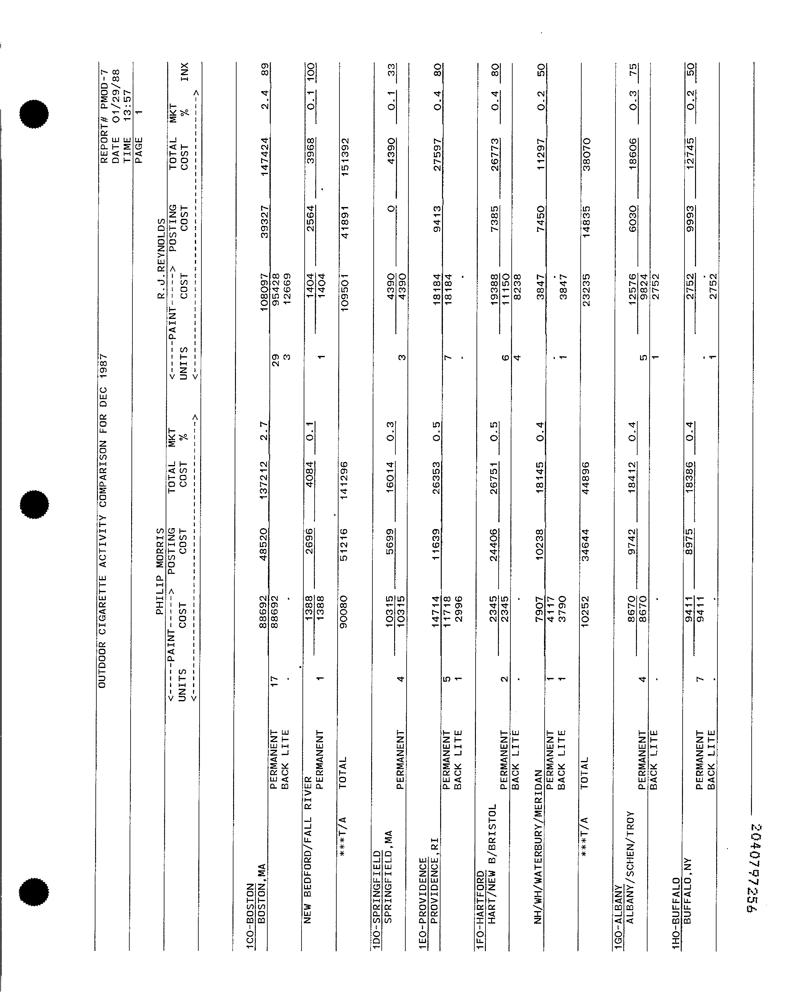 OUTDOOR CIGARETTE ACTIVITY COMPARISON FOR DEC 1987 REPORT# PMOD-7
DATE 01/29/88
TIME 13:57
PAGE 1
PHILIP MORRIS R.J.REYNOLDS
<-----PAINT-----> POSTING TOTAL MKT <-----PAINT-----> POSTING TOTAL MKT
UNITS COST COST COST % UNITS COST COST COST % INX
<------------------------------------------------> <------------------------------------------------>
1CO-BOSTON
BOSTON,MA 88692 48520 137212 2.7 108097 39327 147424 2.4 89
PERMANENT 17 88692 29 95428
BACK LITE . . 3 12669
NEW BEDFORD/FALL RIVER 1388 2696 4084 0.1 1404 2564 3968 0.1 100
PERMANENT 1 1388 1 1404
***T/A TOTAL 90080 51216 141296 109501 41891 151392
1DO-SPRINGFIELD
SPRINGFIELD,MA 10315 5699 16014 0.3 4390 0 4390 0.1 33
PERMANENT 4 10315 3 4390
1EO-PROVIDENCE
PROVIDENCE,RI 14714 11639 26353 0.5 18184 9413 27597 0.4 80
PERMANENT 5 11718 7 18184
BACK LITE 1 2996 . .
1FO-HARTFORD
HART/NEW B/BRISTOL 2345 24406 26751 0.5 19388 7385 26773 0.4 80
PERMANENT 2 2345 6 11150
BACK LITE . . 4 8238
NH/WH/WATERBURY/MERIDAN 7907 10238 18145 0.4 3847 7450 11297 0.2 50
PERMANENT 1 4117 . .
BACK LITE 1 3790 1 3847
***T/A TOTAL 10252 34644 44896 23235 14835 38070
1GO-ALBANY
ALBANY/SCHEN/TROY 8670 9742 18412 0.4 12576 6030 18606 0.3 75
PERMANENT 4 8670 5 9824
BACK LITE . . 1 2752
1HO-BUFFALO
BUFFALO,NY 9411 8975 18386 0.4 2752 9993 12745 0.2 50
PERMANENT 7 9411 . .
BACK LITE . . 1 2752
2040797256